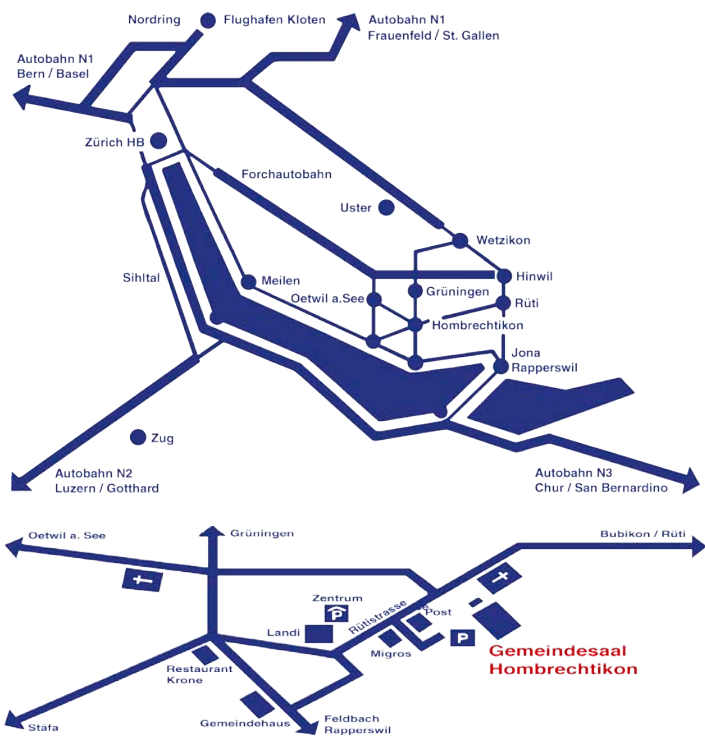 Nordring
Flughafen Kloten
Autobahn N1
Frauenfeld / St. Gallen
Autobahn N1
Bern / Basel
Zürich HB
Forchautobahn
Uster
Wetzikon
Sihltal
Meilen
Hinwil
Oetwil a.See
Grüningen
Rüti
Hombrechtikon
Jona
Rapperswil
Zug
Autobahn N2
Luzern / Gotthard
Autobahn N3
Chur / San Bernardino
Oetwil a. See
Grüningen
Bubikon / Rüti
Zentrum
P
Landi
Rütistrasse
Post
Migros
P
Gemeindesaal
Hombrechtikon
Restaurant
Krone
Gemeindehaus
Stäfa
Feldbach
Rapperswil